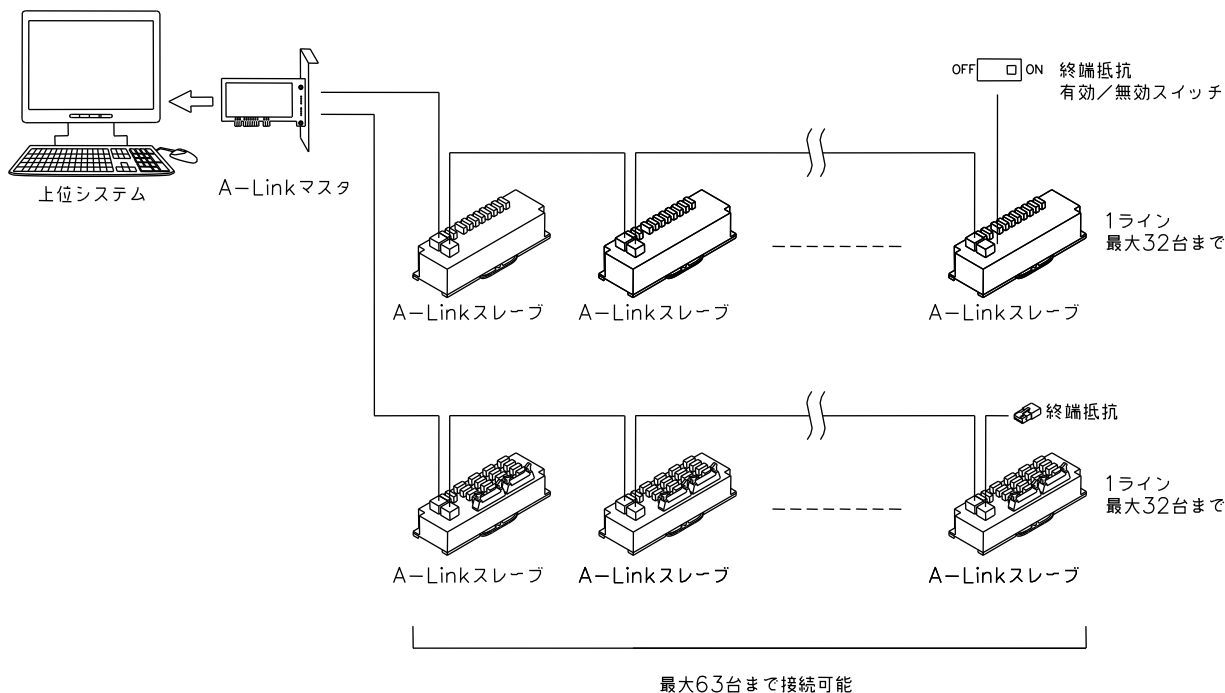 OFF ON 終端抵抗
有効/無効スイッチ
上位システム
A-Linkマスタ
1ライン
最大32台まで
A-Linkスレーブ
A-Linkスレーブ
A-Linkスレーブ
終端抵抗
1ライン
最大32台まで
A-Linkスレーブ
A-Linkスレーブ
A-Linkスレーブ
最大63台まで接続可能